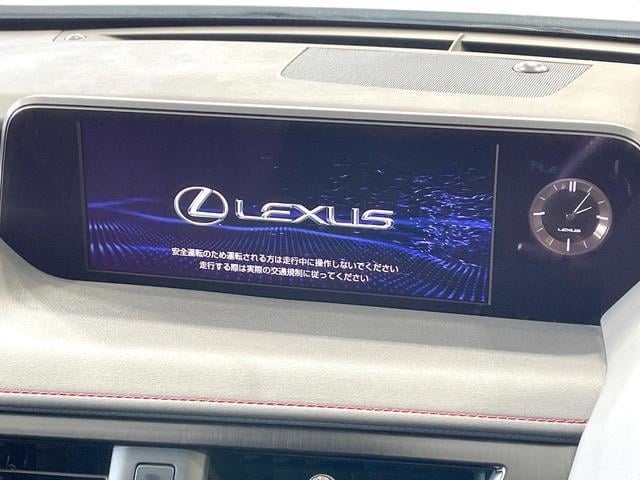 LEXUS
安全運転のため運転される方は走行中に操作しないでください
走行する際は実際の交通規制に従ってください
LEXUS